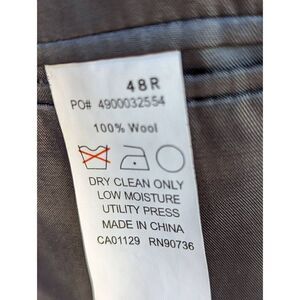 48R
PO# 4900032554
100% Wool
DRY CLEAN ONLY
LOW MOISTURE
UTILITY PRESS
MADE IN CHINA
CA01129 RN90736